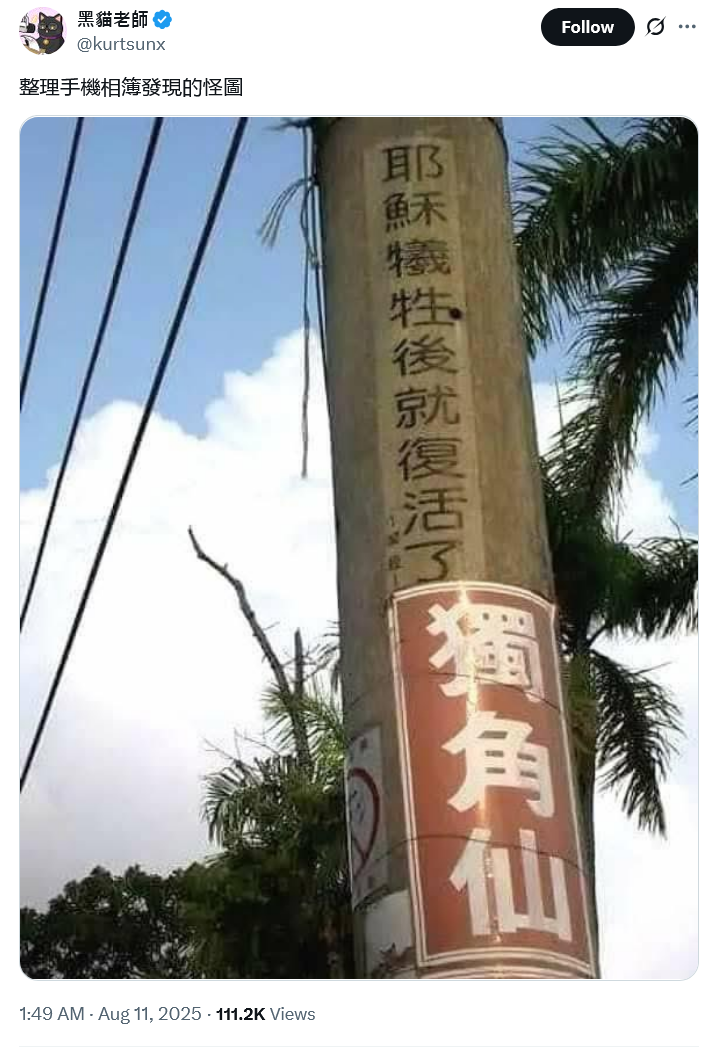 黑貓老師
@kurtsunx
Follow
整理手機相簿發現的怪圖
耶穌犧牲後就復活了
獨角仙
1:49 AM · Aug 11, 2025 · 111.2K Views